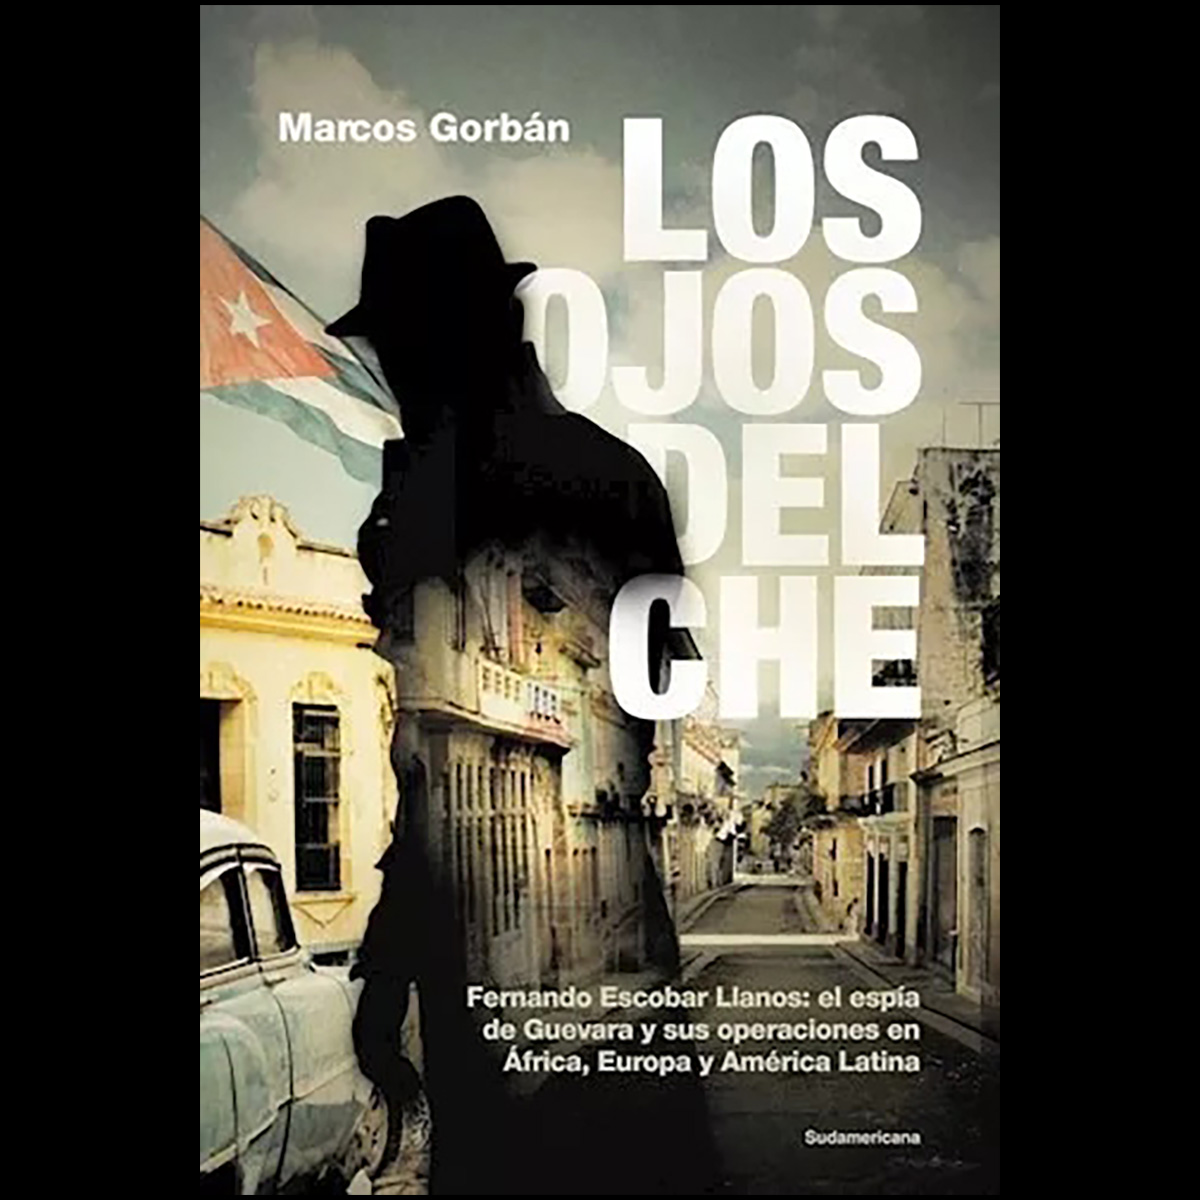 Marcos Gorbán
LOS
OJOS
DEL
CHE
Fernando Escobar Llanos: el espía
de Guevara y sus operaciones en
África, Europa y América Latina
Sudamericana